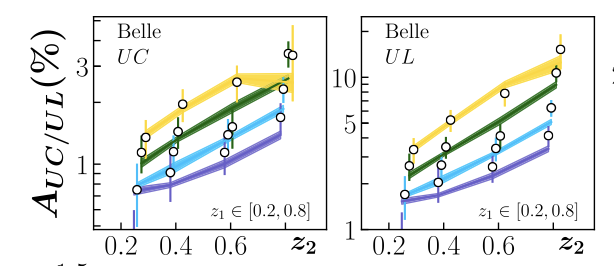 Belle
UC
A_{UC/UL}(%)
3
1
z_1 ∈ [0.2, 0.8]
0.2 0.4 0.6 z_2
Belle
UL
10
5
1
z_1 ∈ [0.2, 0.8]
0.2 0.4 0.6 z_2